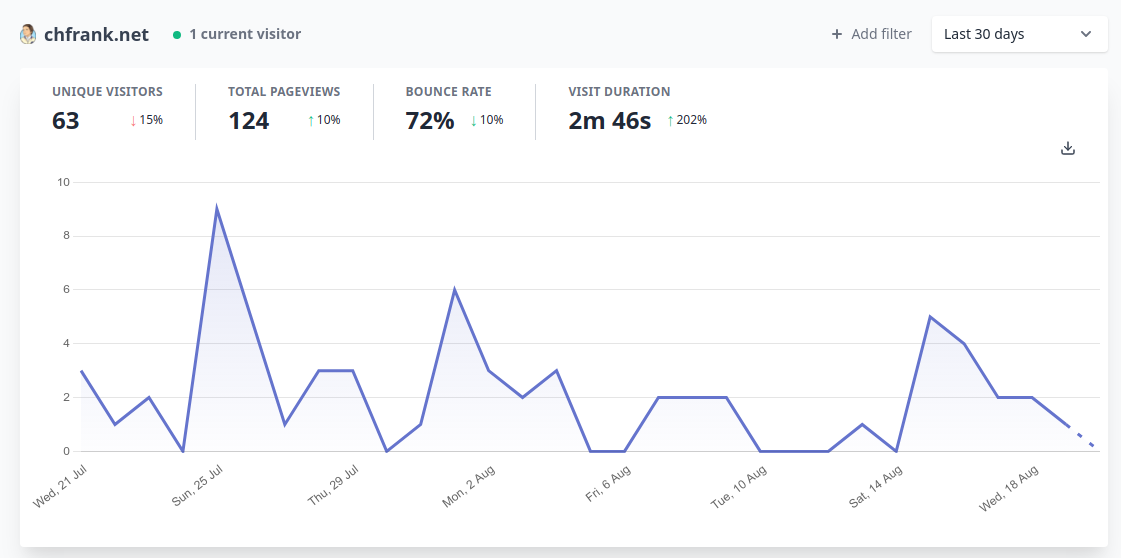 chfrank.net
1 current visitor
+ Add filter
Last 30 days
UNIQUE VISITORS
63 ↓15%
TOTAL PAGEVIEWS
124 ↑10%
BOUNCE RATE
72% ↓10%
VISIT DURATION
2m 46s ↑202%
10
8
6
4
2
0
Wed, 21 Jul
Sun, 25 Jul
Thu, 29 Jul
Mon, 2 Aug
Fri, 6 Aug
Tue, 10 Aug
Sat, 14 Aug
Wed, 18 Aug